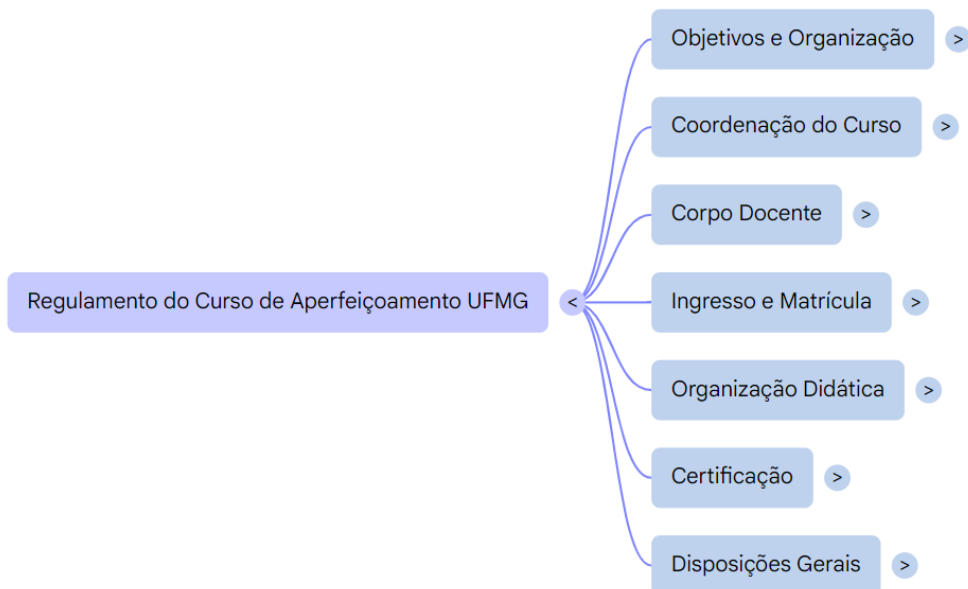 Objetivos e Organização >
Coordenação do Curso >
Corpo Docente >
Regulamento do Curso de Aperfeiçoamento UFMG <
Ingresso e Matrícula >
Organização Didática >
Certificação >
Disposições Gerais >